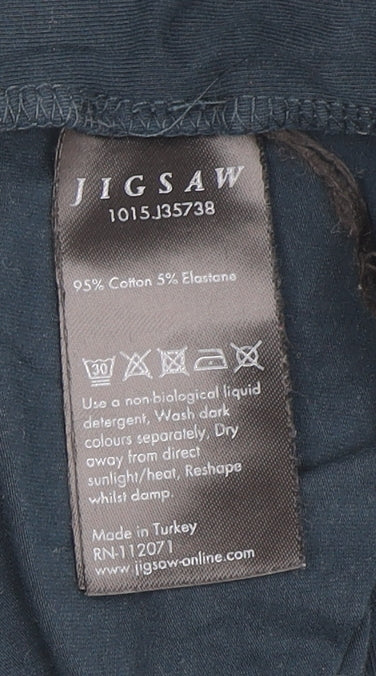 JIGSAW
1015J35738
95% Cotton 5% Elastane
30
Use a non-biological liquid
detergent, Wash dark
colours separately, Dry
away from direct
sunlight/heat, Reshape
whilst damp.
Made in Turkey
RN-112071
www.jigsaw-online.com